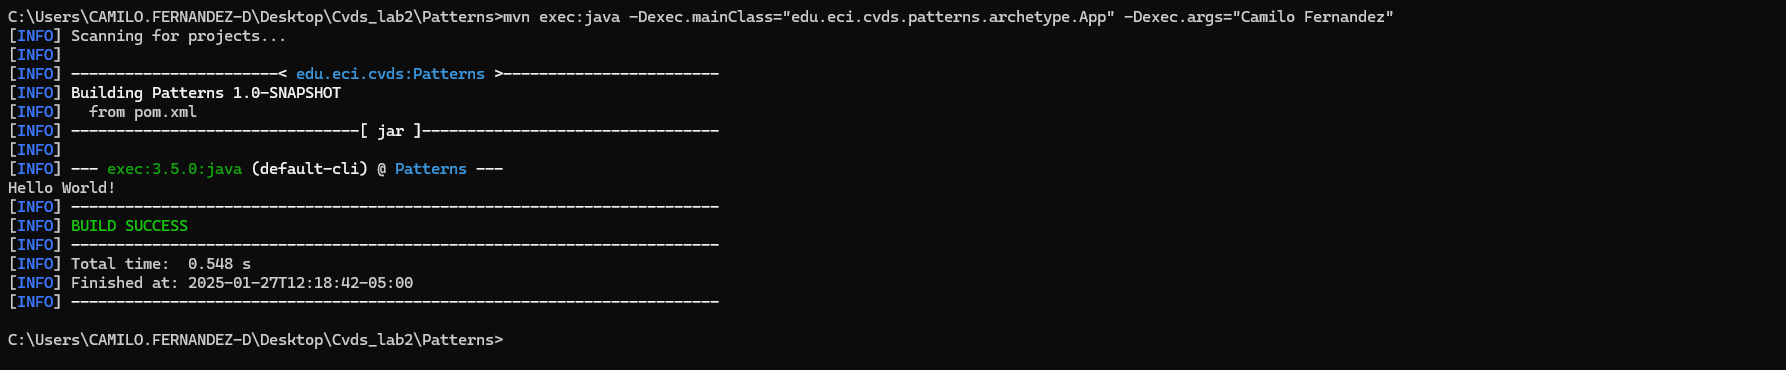 C:\Users\CAMILO.FERNANDEZ-D\Desktop\Cvds_lab2\Patterns>mvn exec:java -Dexec.mainClass="edu.eci.cvds.patterns.archetype.App" -Dexec.args="Camilo Fernandez"
[INFO] Scanning for projects...
[INFO]
[INFO] -----------------------< edu.eci.cvds:Patterns >------------------------
[INFO] Building Patterns 1.0-SNAPSHOT
[INFO]   from pom.xml
[INFO] --------------------------------[ jar ]---------------------------------
[INFO]
[INFO] --- exec:3.5.0:java (default-cli) @ Patterns ---
Hello World!
[INFO] ------------------------------------------------------------------------
[INFO] BUILD SUCCESS
[INFO] ------------------------------------------------------------------------
[INFO] Total time:  0.548 s
[INFO] Finished at: 2025-01-27T12:18:42-05:00
[INFO] ------------------------------------------------------------------------
C:\Users\CAMILO.FERNANDEZ-D\Desktop\Cvds_lab2\Patterns>